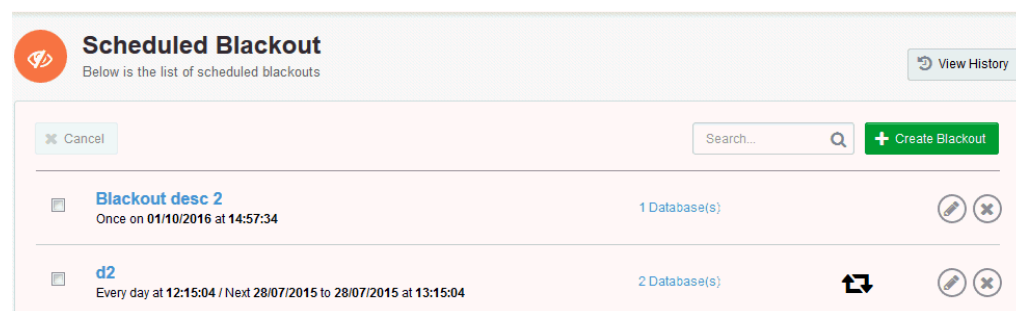 Scheduled Blackout
Below is the list of scheduled blackouts
View History
Cancel
Search...
Create Blackout
Blackout desc 2
Once on 01/10/2016 at 14:57:34
1 Database(s)
d2
Every day at 12:15:04 / Next 28/07/2015 to 28/07/2015 at 13:15:04
2 Database(s)